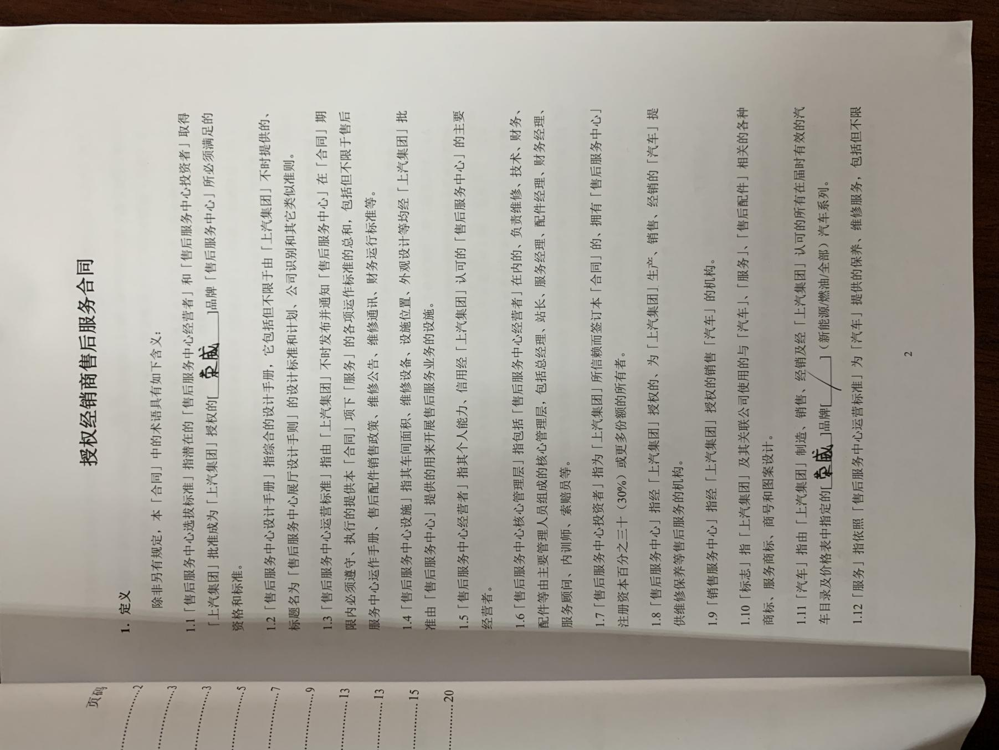 页码
2
3
3
5
7
9
13
13
15
20
授权经销商售后服务合同
1. 定义
除非另有规定，本「合同」中的术语具有如下含义：
1.1「售后服务中心选拔标准」指潜在的「售后服务中心经营者」和「售后服务中心投资者」取得
「上汽集团」批准成为「上汽集团」授权的[荣威]品牌「售后服务中心」所必须满足的
资格和标准。
1.2「售后服务中心设计手册」指综合的设计手册，它包括但不限于由「上汽集团」不时提供的、
标题名为「售后服务中心展厅设计手则」的设计标准和计划、公司识别和其它类似准则。
1.3「售后服务中心运营标准」指由「上汽集团」不时发布并通知「售后服务中心」在「合同」期
限内必须遵守、执行的提供本「合同」项下「服务」的各项运作标准的总和，包括但不限于售后
服务中心运作手册、售后配件销售政策、维修公告、维修通讯、财务运行标准等。
1.4「售后服务中心设施」指其车间面积、维修设备、设施位置、外观设计等均经「上汽集团」批
准由「售后服务中心」提供的用来开展售后服务业务的设施。
1.5「售后服务中心经营者」指其个人能力、信用经「上汽集团」认可的「售后服务中心」的主要
经营者。
1.6「售后服务中心核心管理层」指包括「售后服务中心经营者」在内的、负责维修、技术、财务、
配件等由主要管理人员组成的核心管理层，包括总经理、站长、服务经理、配件经理、财务经理、
服务顾问、内训师、索赔员等。
1.7「售后服务中心投资者」指为「上汽集团」所信赖而签订本「合同」的、拥有「售后服务中心」
注册资本百分之三十（30%）或更多份额的所有者。
1.8「售后服务中心」指经「上汽集团」授权的、为「上汽集团」生产、销售、经销的「汽车」提
供维修保养等售后服务的机构。
1.9「销售服务中心」指经「上汽集团」授权的销售「汽车」的机构。
1.10「标志」指「上汽集团」及其关联公司使用的与「汽车」、「服务」、「售后配件」相关的各种
商标、服务商标、商号和图案设计。
1.11「汽车」指由「上汽集团」制造、销售、经销及经「上汽集团」认可的所有在届时有效的汽
车目录及价格表中指定的[荣威]品牌[/]（新能源/燃油/全部）汽车系列。
1.12「服务」指依照「售后服务中心运营标准」为「汽车」提供的保养、维修服务，包括但不限
2